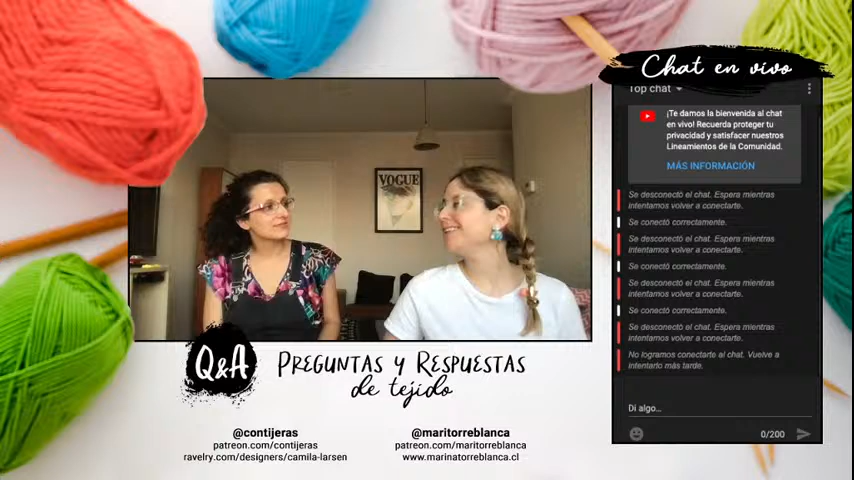 Chat en vivo
Top chat
¡Te damos la bienvenida al chat
en vivo! Recuerda proteger tu
privacidad y satisfacer nuestros
Lineamientos de la Comunidad.
MÁS INFORMACIÓN
Se desconectó el chat. Espera mientras
intentamos volver a conectarte.
Se conectó correctamente.
Se desconectó el chat. Espera mientras
intentamos volver a conectarte.
Se conectó correctamente.
Se desconectó el chat. Espera mientras
intentamos volver a conectarte.
Se conectó correctamente.
Se desconectó el chat. Espera mientras
intentamos volver a conectarte.
No logramos conectarte al chat. Vuelve a
intentarlo más tarde.
Di algo...
0/200
VOGUE
Q&A
PREGUNTAS Y RESPUESTAS
de tejido
@contijeras
patreon.com/contijeras
ravelry.com/designers/camila-larsen
@maritorreblanca
patreon.com/maritorreblanca
www.marinatorreblanca.cl